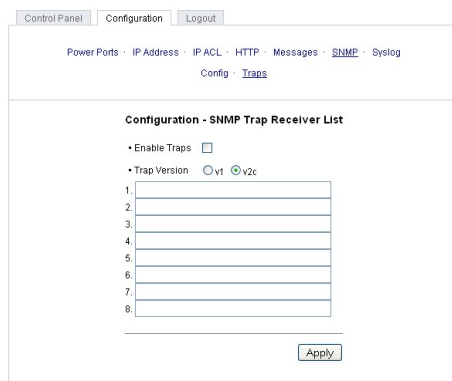 Control Panel Configuration Logout
Power Ports · IP Address · IP ACL · HTTP · Messages · SNMP · Syslog
Config · Traps
Configuration - SNMP Trap Receiver List
• Enable Traps
• Trap Version v1 v2c
1.
2.
3.
4.
5.
6.
7.
8.
Apply